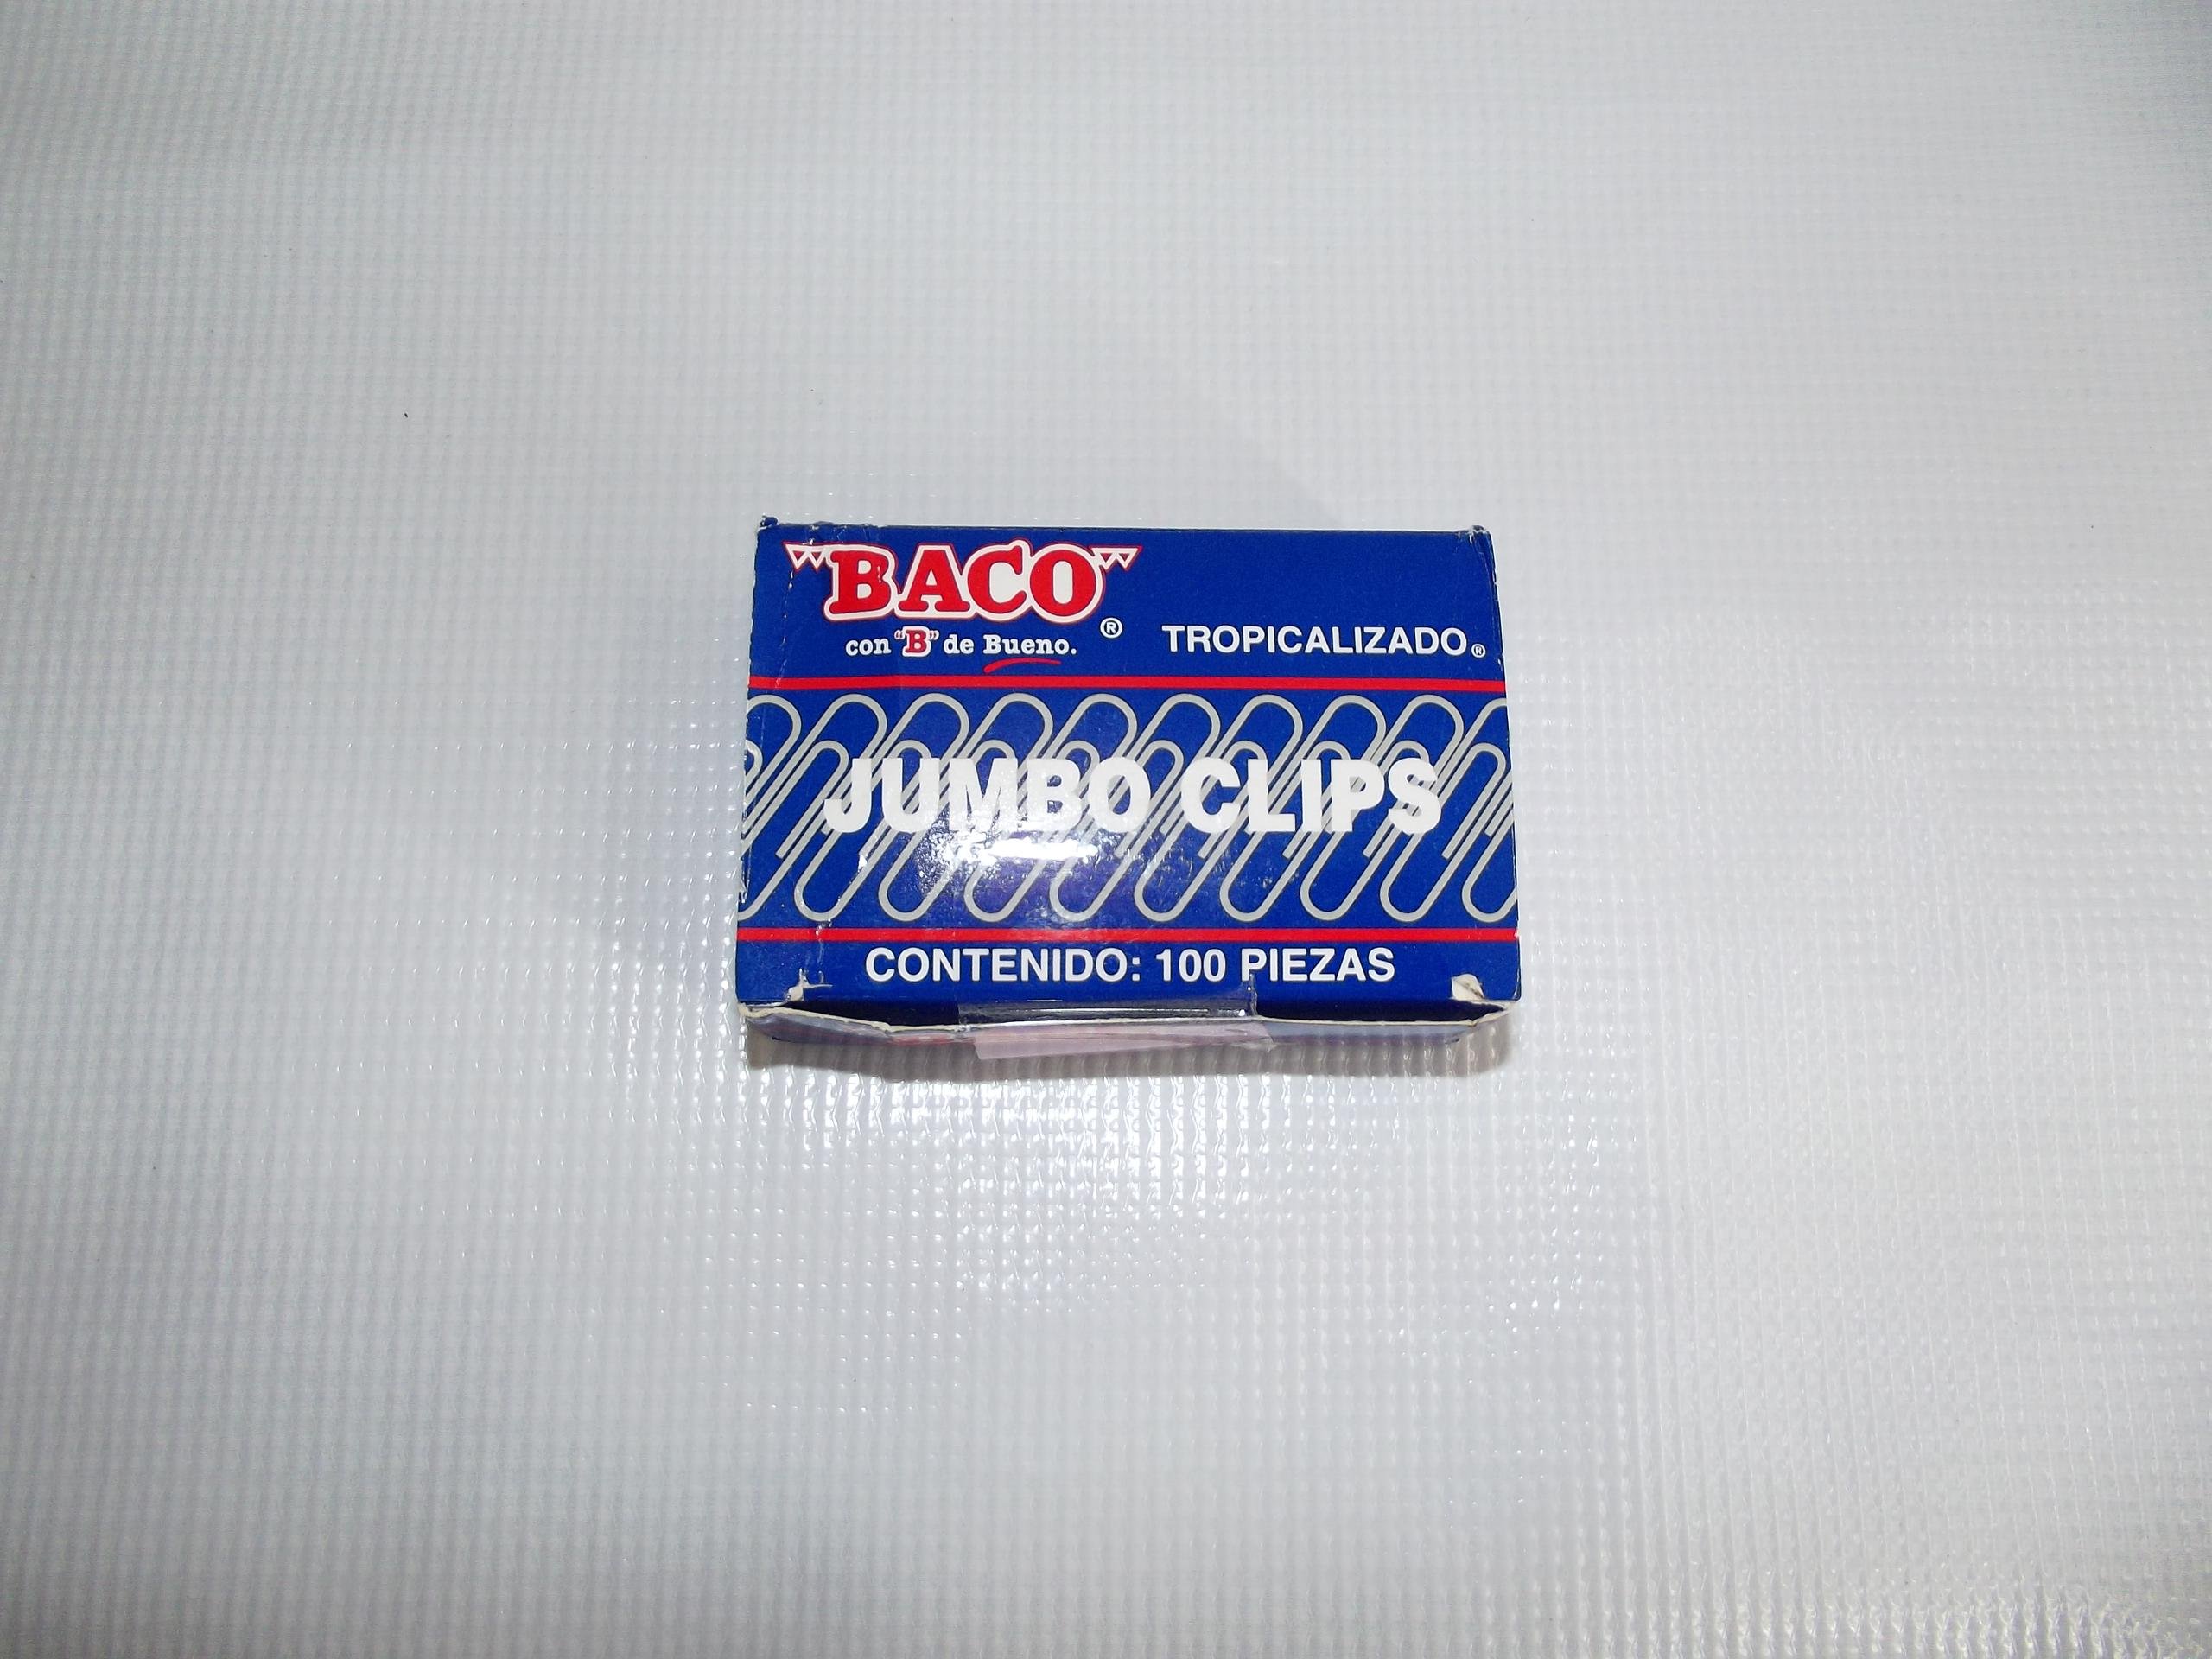 "BACO"
con "B" de Bueno. ®
TROPICALIZADO®
JUMBO CLIPS
CONTENIDO: 100 PIEZAS